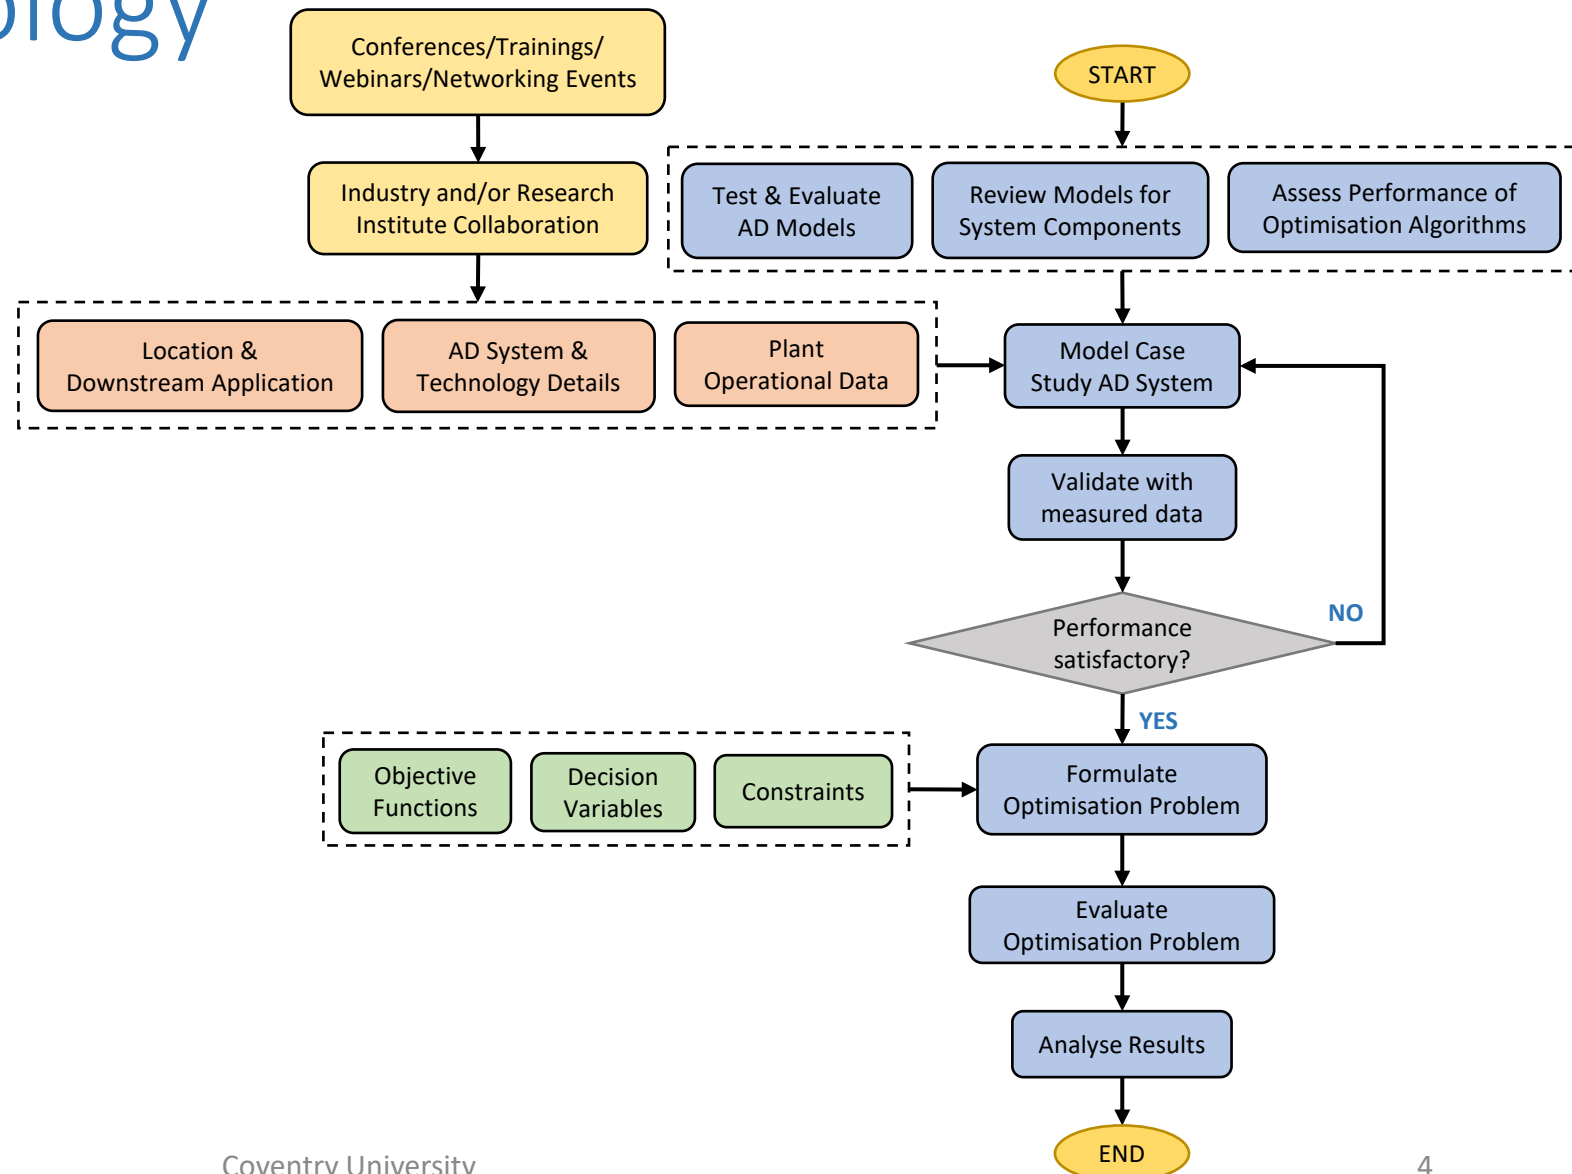 Conferences/Trainings/
Webinars/Networking Events
START
Industry and/or Research
Institute Collaboration
Test & Evaluate
AD Models
Review Models for
System Components
Assess Performance of
Optimisation Algorithms
Location &
Downstream Application
AD System &
Technology Details
Plant
Operational Data
Model Case
Study AD System
Validate with
measured data
Performance
satisfactory?
NO
YES
Objective
Functions
Decision
Variables
Constraints
Formulate
Optimisation Problem
Evaluate
Optimisation Problem
Analyse Results
END
Coventry University
4